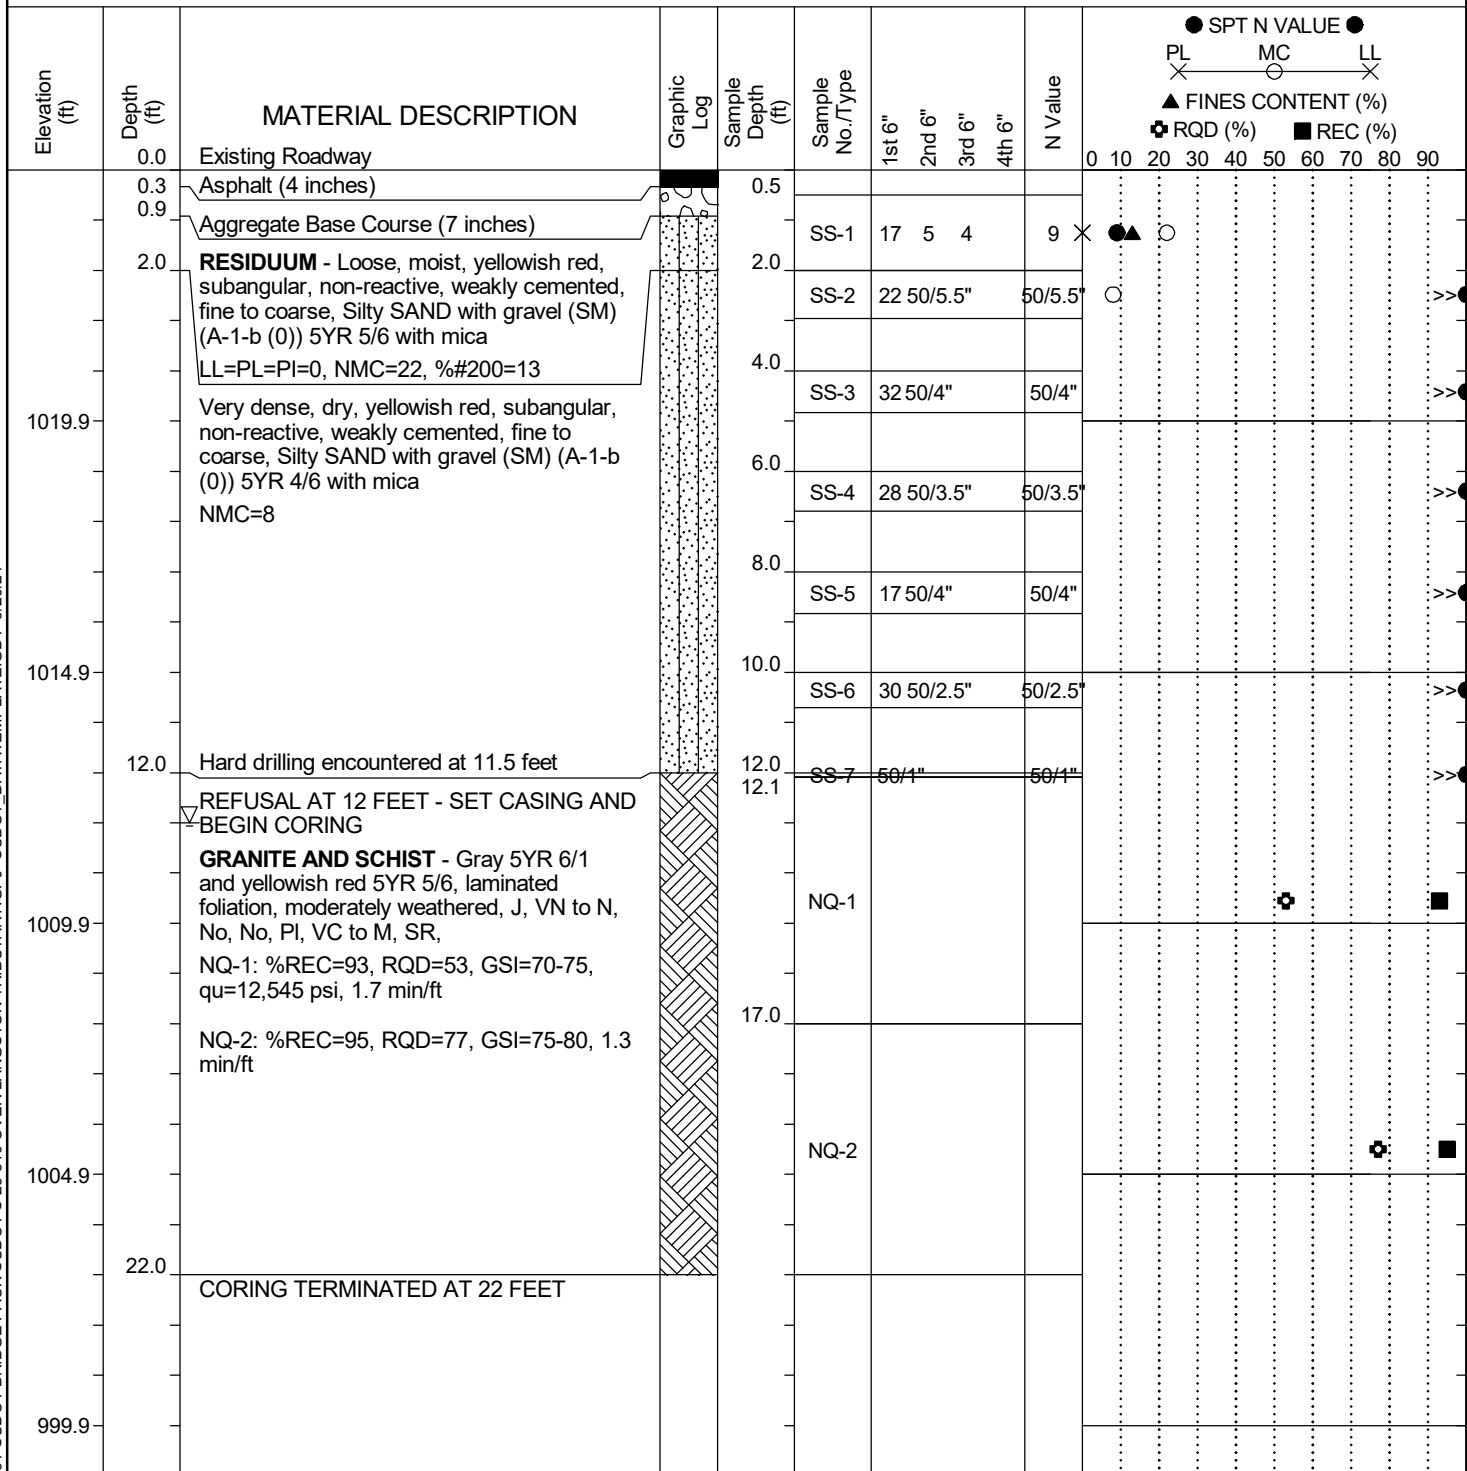 ● SPT N VALUE ●
PL MC LL
▲ FINES CONTENT (%)
RQD (%) ■ REC (%)
0 10 20 30 40 50 60 70 80 90
Elevation (ft)
Depth (ft)
MATERIAL DESCRIPTION
Graphic Log
Sample Depth (ft)
Sample No./Type
1st 6"
2nd 6"
3rd 6"
4th 6"
N Value
0.0 Existing Roadway
0.3 Asphalt (4 inches) 0.5
0.9
Aggregate Base Course (7 inches)
SS-1 17 5 4 9
2.0 RESIDUUM - Loose, moist, yellowish red, 2.0
subangular, non-reactive, weakly cemented,
SS-2 22 50/5.5" 50/5.5" >>
fine to coarse, Silty SAND with gravel (SM)
(A-1-b (0)) 5YR 5/6 with mica
LL=PL=PI=0, NMC=22, %#200=13
4.0
SS-3 32 50/4" 50/4" >>
Very dense, dry, yellowish red, subangular,
1019.9
non-reactive, weakly cemented, fine to
coarse, Silty SAND with gravel (SM) (A-1-b
6.0
(0)) 5YR 4/6 with mica
SS-4 28 50/3.5" 50/3.5" >>
NMC=8
8.0
SS-5 17 50/4" 50/4" >>
10.0
1014.9
SS-6 30 50/2.5" 50/2.5" >>
12.0 Hard drilling encountered at 11.5 feet 12.0
SS-7 50/1" 50/1" >>
12.1
REFUSAL AT 12 FEET - SET CASING AND
BEGIN CORING
GRANITE AND SCHIST - Gray 5YR 6/1
and yellowish red 5YR 5/6, laminated
foliation, moderately weathered, J, VN to N,
NQ-1
1009.9
No, No, Pl, VC to M, SR,
NQ-1: %REC=93, RQD=53, GSI=70-75,
qu=12,545 psi, 1.7 min/ft
17.0
NQ-2: %REC=95, RQD=77, GSI=75-80, 1.3
min/ft
NQ-2
1004.9
22.0
CORING TERMINATED AT 22 FEET
999.9